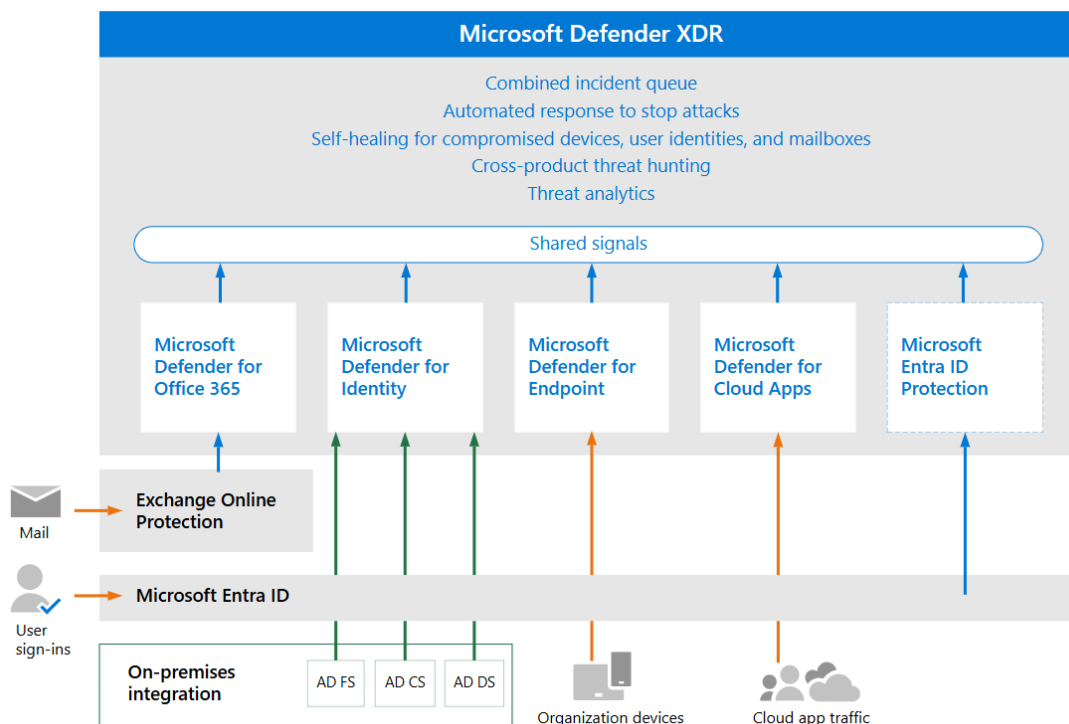 Microsoft Defender XDR
Combined incident queue
Automated response to stop attacks
Self-healing for compromised devices, user identities, and mailboxes
Cross-product threat hunting
Threat analytics
Shared signals
Microsoft
Defender for
Office 365
Microsoft
Defender for
Identity
Microsoft
Defender for
Endpoint
Microsoft
Defender for
Cloud Apps
Microsoft
Entra ID
Protection
Mail
Exchange Online
Protection
User
sign-ins
Microsoft Entra ID
On-premises
integration
AD FS
AD CS
AD DS
Organization devices
Cloud app traffic